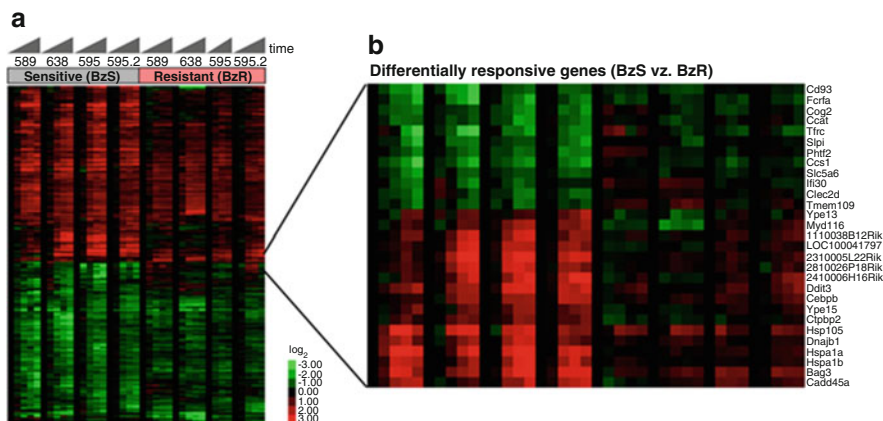 a
time
589 638 595 595.2 589 638 595 595.2
Sensitive (BzS) Resistant (BzR)
log2
-3.00
-2.00
-1.00
0.00
1.00
2.00
3.00
b
Differentially responsive genes (BzS vs. BzR)
Cd93
Fcrfa
Cog2
Ccat
Tfrc
Slpi
Phtf2
Ccs1
Slc5a6
Ifi30
Clec2d
Tmem109
Ype13
Myd116
1110038B12Rik
LOC100041797
2310005L22Rik
2810026P18Rik
2410006H16Rik
Ddit3
Cebpb
Ype15
Ctpbp2
Hsp105
Dnajb1
Hspa1a
Hspa1b
Bag3
Cadd45a